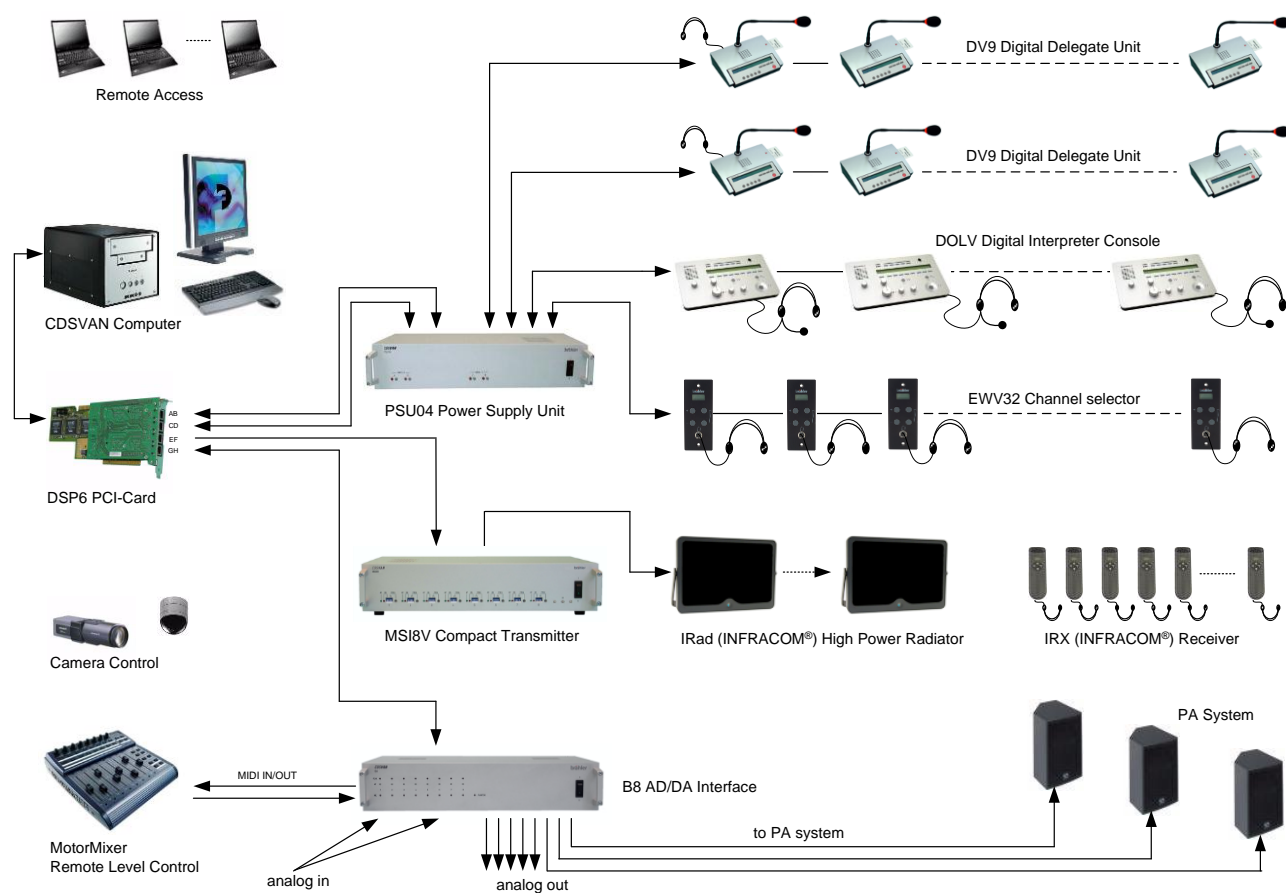 Remote Access
DV9 Digital Delegate Unit
DV9 Digital Delegate Unit
DOLV Digital Interpreter Console
CDSVAN Computer
PSU04 Power Supply Unit
EWV32 Channel selector
AB
CD
EF
GH
DSP6 PCI-Card
MSI8V Compact Transmitter
IRad (INFRACOM®) High Power Radiator
IRX (INFRACOM®) Receiver
Camera Control
PA System
MIDI IN/OUT
B8 AD/DA Interface
to PA system
MotorMixer
Remote Level Control
analog in
analog out